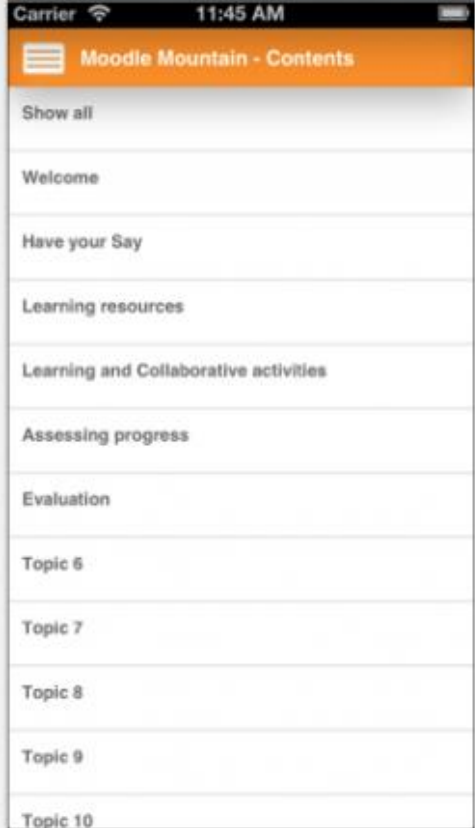 Carrier 11:45 AM
Moodle Mountain - Contents
Show all
Welcome
Have your Say
Learning resources
Learning and Collaborative activities
Assessing progress
Evaluation
Topic 6
Topic 7
Topic 8
Topic 9
Topic 10